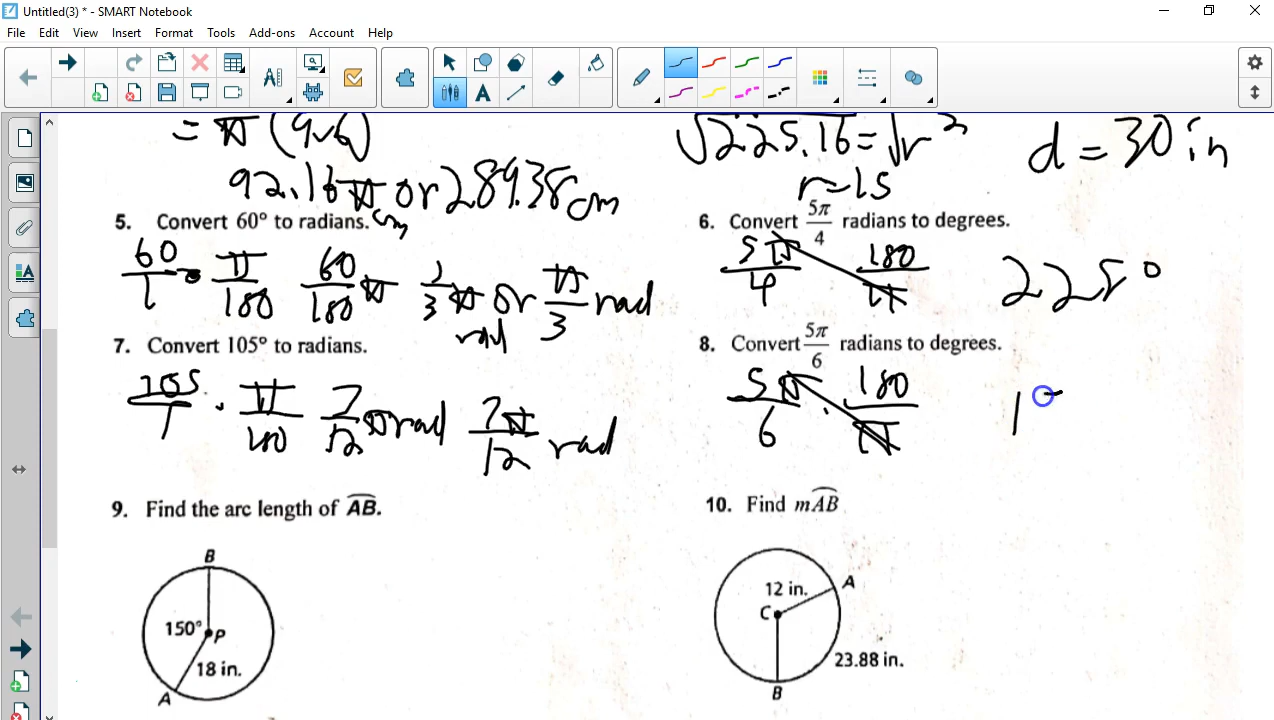 Untitled(3) * - SMART Notebook
File Edit View Insert Format Tools Add-ons Account Help
= π (9.6)
92.16π or 289.38 cm
cm
√225.16 = √r²
r=15
d = 30 in
5. Convert 60° to radians.
60/1 · π/180 60/180 π 1/3 π or π/3 rad
rad
6. Convert 5π/4 radians to degrees.
5π/4 180/π 225°
7. Convert 105° to radians.
105/1 · π/180 7/12 π rad 7π/12 rad
8. Convert 5π/6 radians to degrees.
5π/6 · 180/π 1
9. Find the arc length of AB.
B
150° P
18 in.
A
10. Find mAB
12 in. A
C
23.88 in.
B